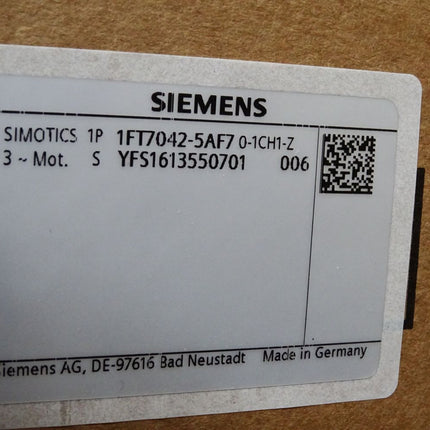 SIEMENS
SIMOTICS 1P 1FT7042-5AF7 0-1CH1-Z
3 ~ Mot. S YFS1613550701 006
iemens AG, DE-97616 Bad Neustadt Made in Germany